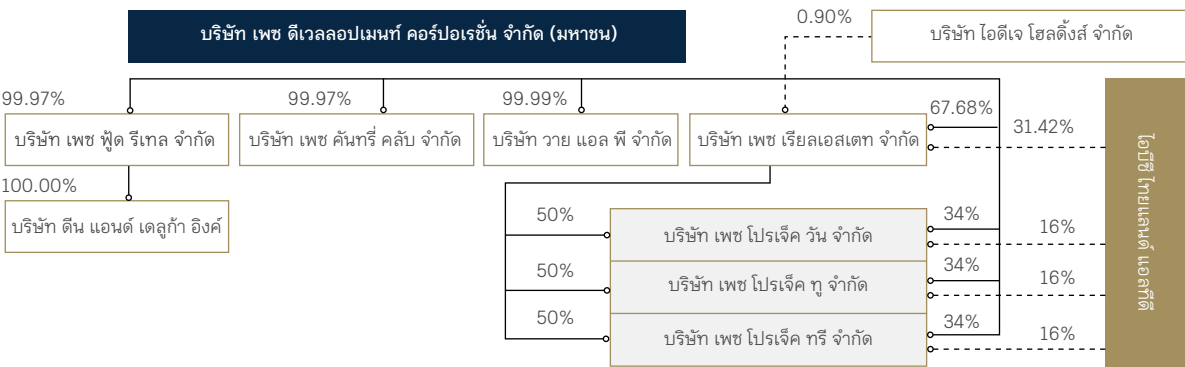 บริษัท เพซ ดีเวลลอปเมนท์ คอร์ปอเรชั่น จำกัด (มหาชน)
0.90%
บริษัท ไอดีเจ โฮลดิ้งส์ จำกัด
99.97%
99.97%
99.99%
67.68%
31.42%
บริษัท เพซ ฟู้ด รีเทล จำกัด
บริษัท เพซ คันทรี่ คลับ จำกัด
บริษัท วาย แอล พี จำกัด
บริษัท เพซ เรียลเอสเตท จำกัด
ไอบีซี ไทยแลนด์ แอลทีดี
100.00%
บริษัท ดีน แอนด์ เดลูก้า อิงค์
50%
บริษัท เพซ โปรเจ็ค วัน จำกัด
34%
16%
50%
บริษัท เพซ โปรเจ็ค ทู จำกัด
34%
16%
50%
บริษัท เพซ โปรเจ็ค ทรี จำกัด
34%
16%